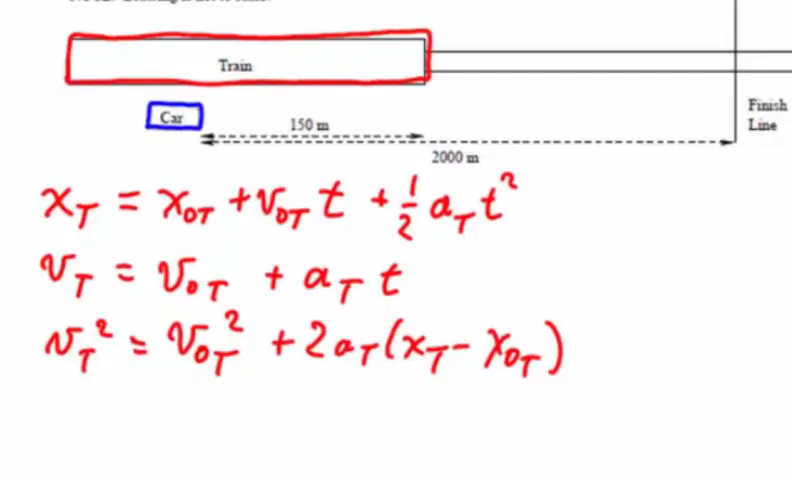 Train
Car
150 m
Finish
Line
2000 m
x_T = x_0T + v_0T t + 1/2 a_T t²
v_T = v_0T + a_T t
v_T² = v_0T² + 2a_T(x_T - x_0T)